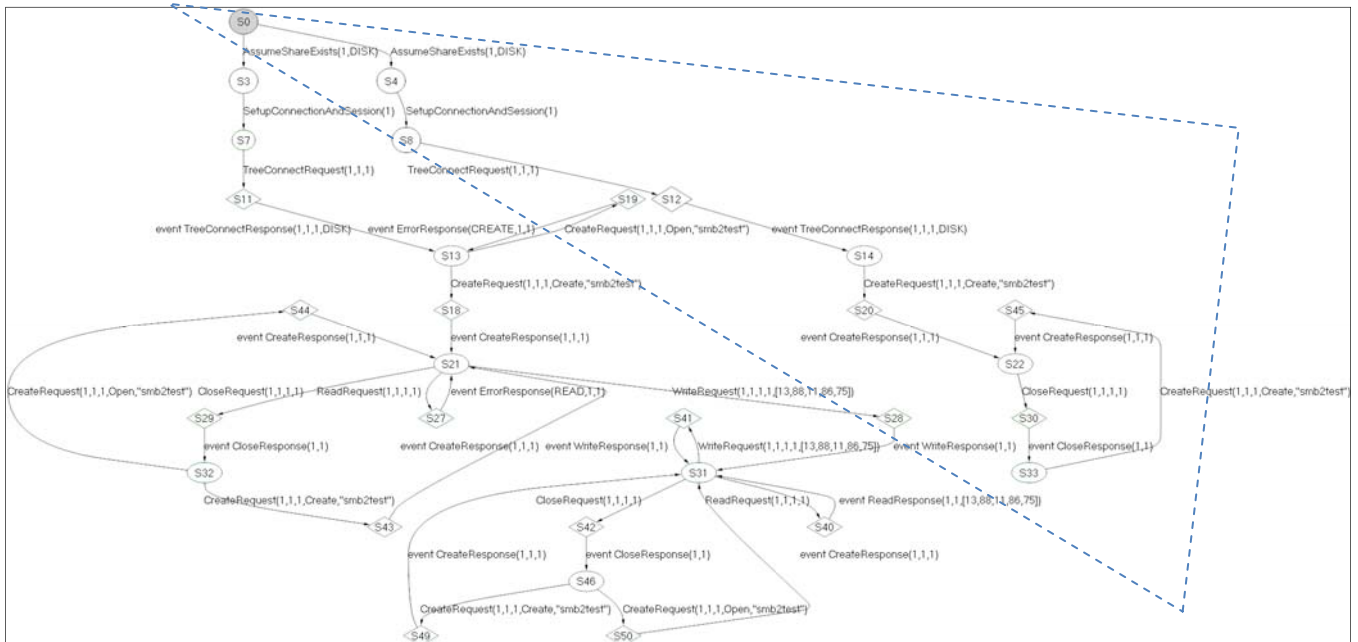 S0
AssumeShareExists(1,DISK) AssumeShareExists(1,DISK)
S3 S4
SetupConnectionAndSession(1) SetupConnectionAndSession(1)
S7 S8
TreeConnectRequest(1,1,1) TreeConnectRequest(1,1,1)
S11 S19 S12
event TreeConnectResponse(1,1,1,DISK) event ErrorResponse(CREATE,1,1) CreateRequest(1,1,1,Open,"smb2test") event TreeConnectResponse(1,1,1,DISK)
S13 S14
CreateRequest(1,1,1,Create,"smb2test") CreateRequest(1,1,1,Create,"smb2test")
S44 S18 S20 S45
event CreateResponse(1,1,1) event CreateResponse(1,1,1) event CreateResponse(1,1,1) event CreateResponse(1,1,1)
S21 S22
CreateRequest(1,1,1,Open,"smb2test") CloseRequest(1,1,1,1) ReadRequest(1,1,1,1) event ErrorResponse(READ,1,1) WriteRequest(1,1,1,1,[13,88,11,86,75]) CloseRequest(1,1,1,1) CreateRequest(1,1,1,Create,"smb2test")
S29 S27 S41 S28 S30
event CloseResponse(1,1) event CreateResponse(1,1,1) event WriteResponse(1,1) WriteRequest(1,1,1,1,[13,88,11,86,75]) event WriteResponse(1,1) event CloseResponse(1,1)
S32 S31 S33
CreateRequest(1,1,1,Create,"smb2test") CloseRequest(1,1,1,1) ReadRequest(1,1,1,1) event ReadResponse(1,1,[13,88,11,86,75])
S43 S42 S40
event CreateResponse(1,1,1) event CloseResponse(1,1) event CreateResponse(1,1,1)
S46
CreateRequest(1,1,1,Create,"smb2test") CreateRequest(1,1,1,Open,"smb2test")
S49 S50